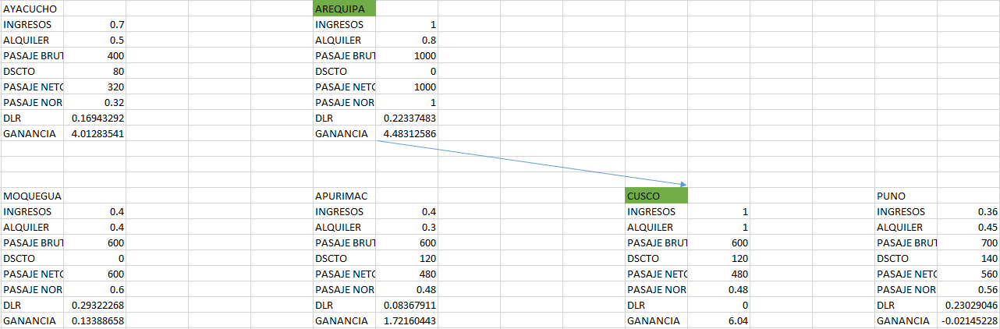 AYACUCHO AREQUIPA
INGRESOS 0.7 INGRESOS 1
ALQUILER 0.5 ALQUILER 0.8
PASAJE BRUT 400 PASAJE BRUT 1000
DSCTO 80 DSCTO 0
PASAJE NETO 320 PASAJE NETO 1000
PASAJE NOR 0.32 PASAJE NOR 1
DLR 0.16943292 DLR 0.22337483
GANANCIA 4.01283541 GANANCIA 4.48312586
MOQUEGUA APURIMAC CUSCO PUNO
INGRESOS 0.4 INGRESOS 0.4 INGRESOS 1 INGRESOS 0.36
ALQUILER 0.4 ALQUILER 0.3 ALQUILER 1 ALQUILER 0.45
PASAJE BRUT 600 PASAJE BRUT 600 PASAJE BRUT 600 PASAJE BRUT 700
DSCTO 0 DSCTO 120 DSCTO 120 DSCTO 140
PASAJE NETO 600 PASAJE NETO 480 PASAJE NETO 480 PASAJE NETO 560
PASAJE NOR 0.6 PASAJE NOR 0.48 PASAJE NOR 0.48 PASAJE NOR 0.56
DLR 0.29322268 DLR 0.08367911 DLR 0 DLR 0.23029046
GANANCIA 0.13388658 GANANCIA 1.72160443 GANANCIA 6.04 GANANCIA -0.02145228